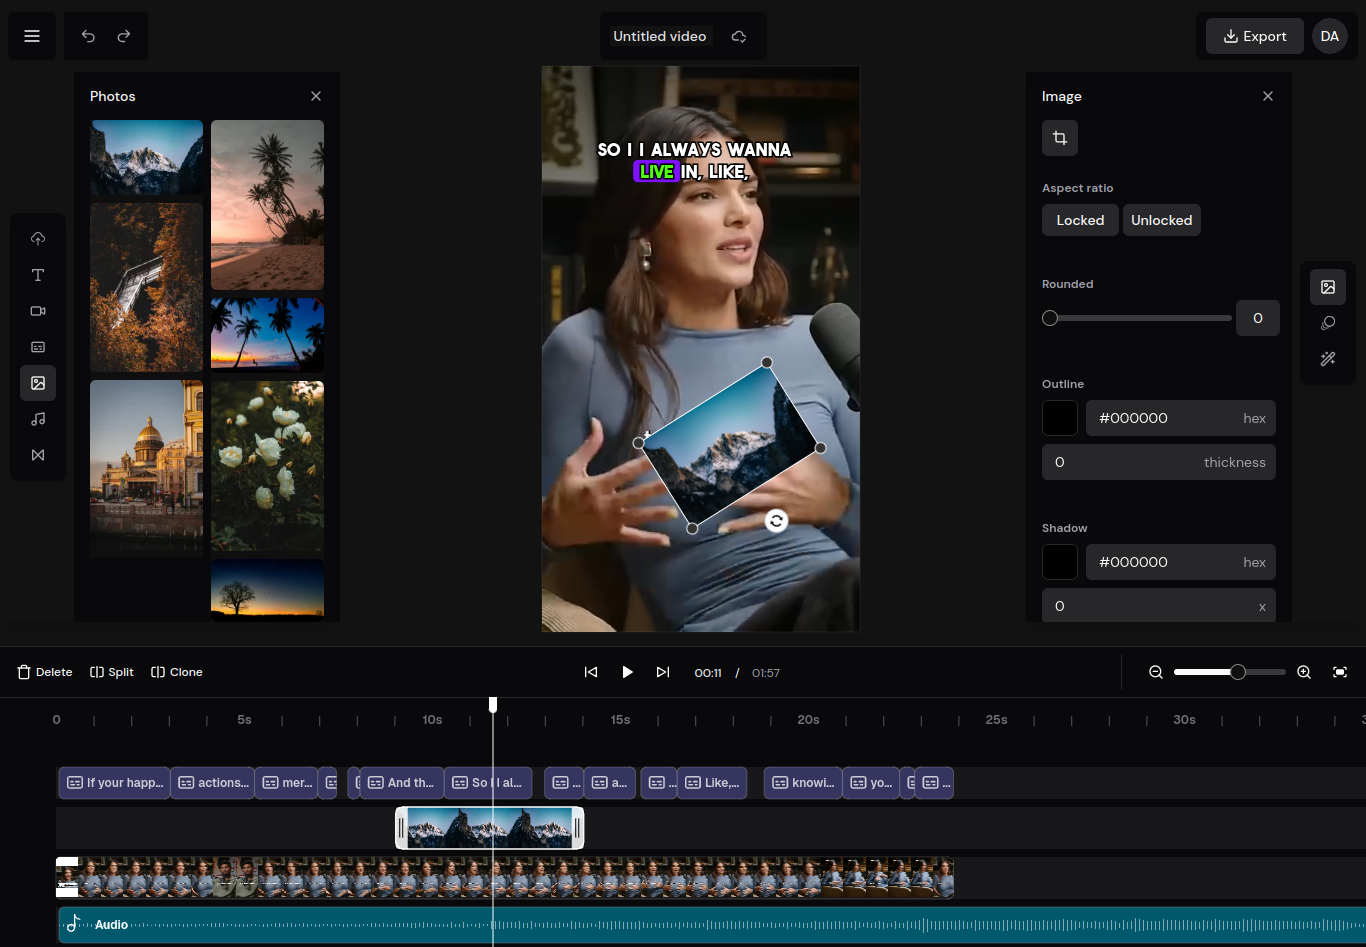 Untitled video
Export
DA
Photos
SO I I ALWAYS WANNA
LIVE IN, LIKE,
Image
Aspect ratio
Locked
Unlocked
Rounded
0
Outline
#000000
hex
0
thickness
Shadow
#000000
hex
0
x
Delete
Split
Clone
00:11 / 01:57
0
5s
10s
15s
20s
25s
30s
If your happ...
actions...
mer...
And th...
So I I al...
...
a...
...
Like,...
knowi...
yo...
...
Audio